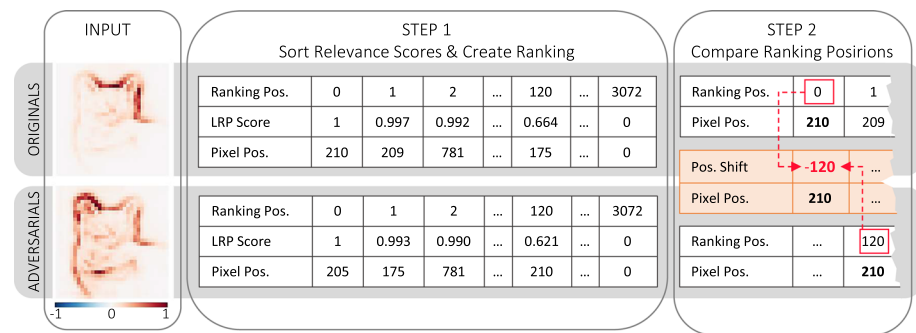 INPUT
STEP 1
Sort Relevance Scores & Create Ranking
STEP 2
Compare Ranking Posirions
ORIGINALS
Ranking Pos. 0 1 2 ... 120 ... 3072
LRP Score 1 0.997 0.992 ... 0.664 ... 0
Pixel Pos. 210 209 781 ... 175 ... 0
Ranking Pos. 0 1
Pixel Pos. 210 209
Pos. Shift -120 ...
Pixel Pos. 210 ...
ADVERSARIALS
Ranking Pos. 0 1 2 ... 120 ... 3072
LRP Score 1 0.993 0.990 ... 0.621 ... 0
Pixel Pos. 205 175 781 ... 210 ... 0
Ranking Pos. ... 120
Pixel Pos. ... 210
-1 0 1